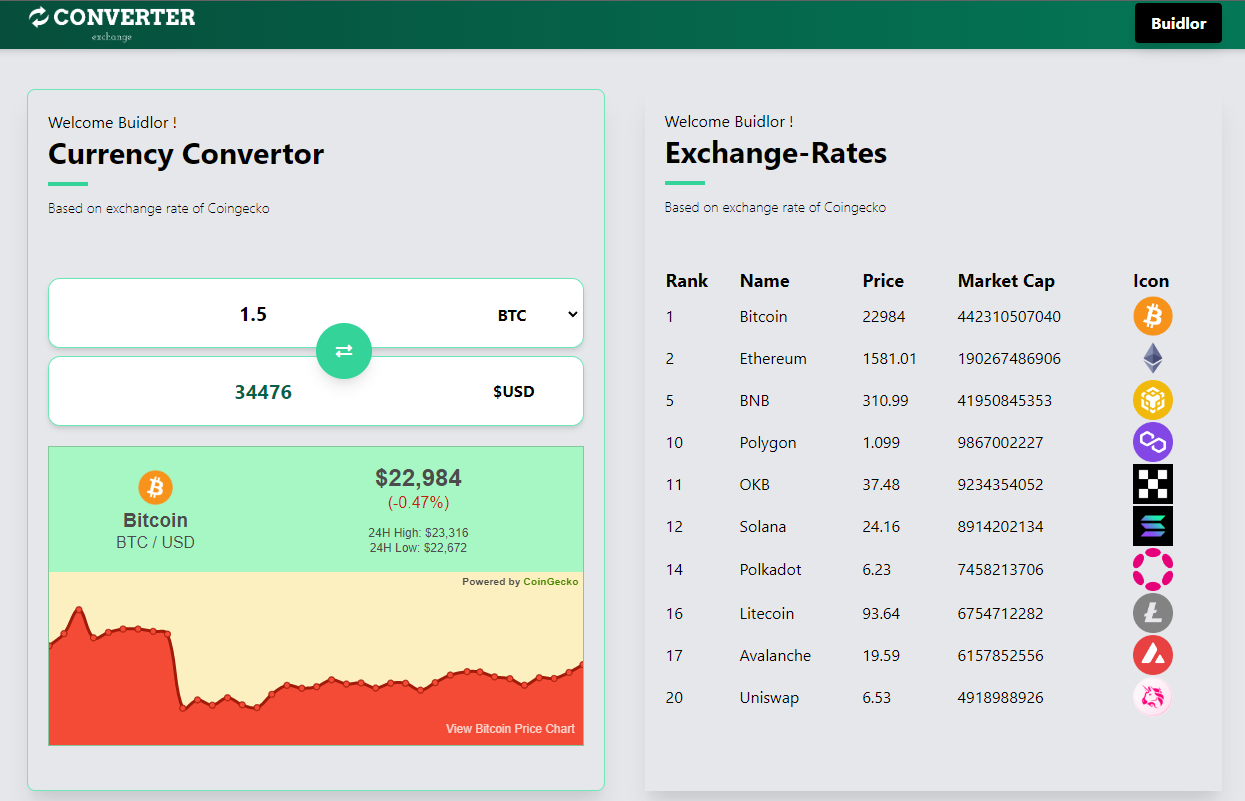 CONVERTER
exchange
Buidlor
Welcome Buidlor !
Currency Convertor
Based on exchange rate of Coingecko
1.5 BTC
34476 $USD
Bitcoin
BTC / USD
$22,984
(-0.47%)
24H High: $23,316
24H Low: $22,672
Powered by CoinGecko
View Bitcoin Price Chart
Welcome Buidlor !
Exchange-Rates
Based on exchange rate of Coingecko
Rank Name Price Market Cap Icon
1 Bitcoin 22984 442310507040
2 Ethereum 1581.01 190267486906
5 BNB 310.99 41950845353
10 Polygon 1.099 9867002227
11 OKB 37.48 9234354052
12 Solana 24.16 8914202134
14 Polkadot 6.23 7458213706
16 Litecoin 93.64 6754712282
17 Avalanche 19.59 6157852556
20 Uniswap 6.53 4918988926